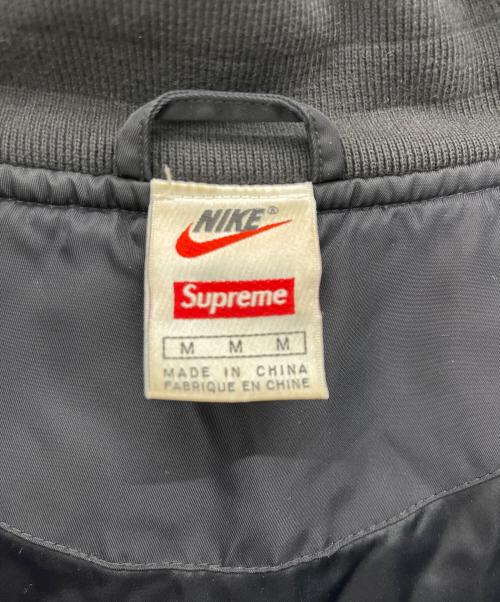 NIKE®
Supreme
M M M
MADE IN CHINA
FABRIQUE EN CHINE